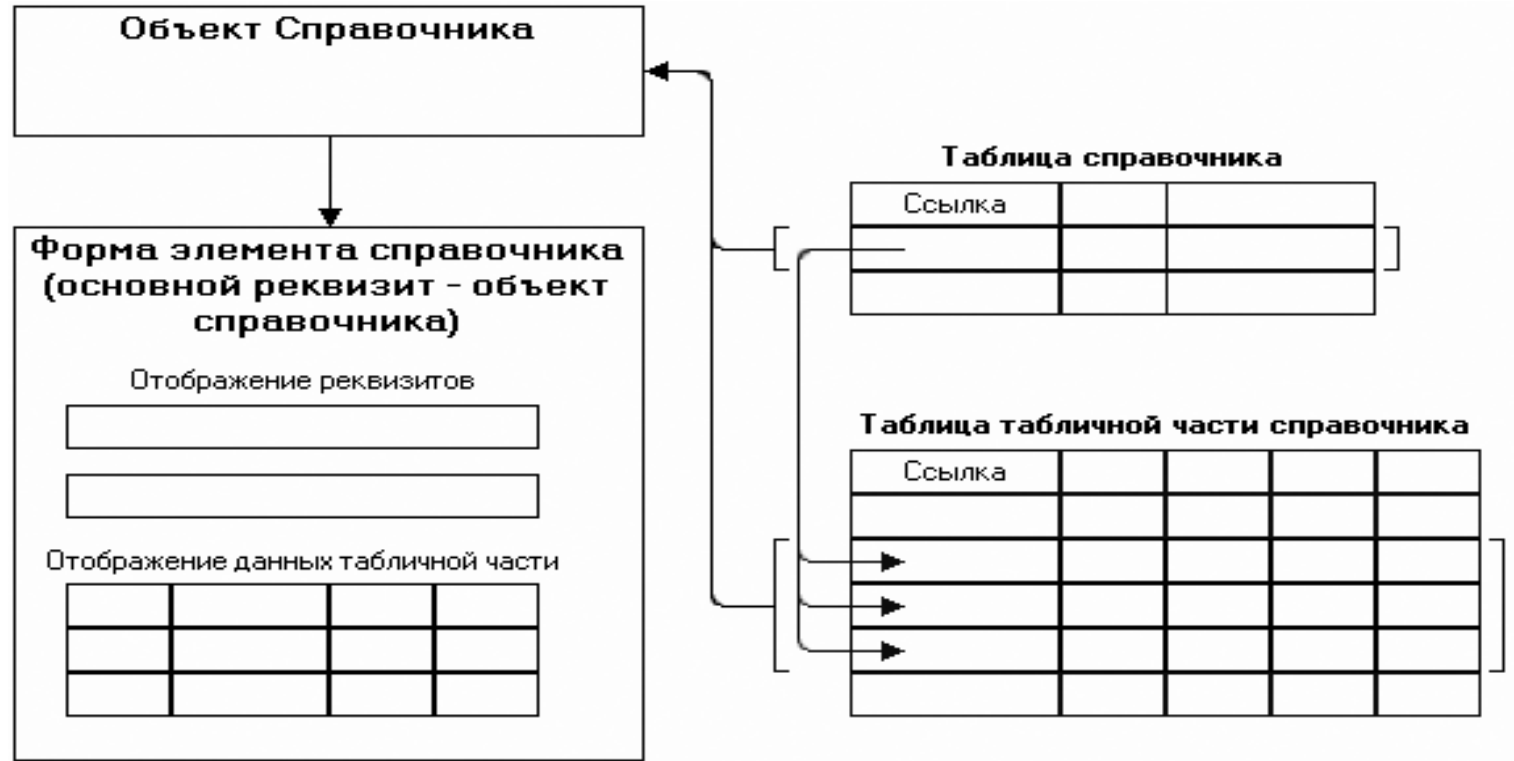 Объект Справочника
Форма элемента справочника
(основной реквизит - объект
справочника)
Отображение реквизитов
Отображение данных табличной части
Таблица справочника
Ссылка
Таблица табличной части справочника
Ссылка